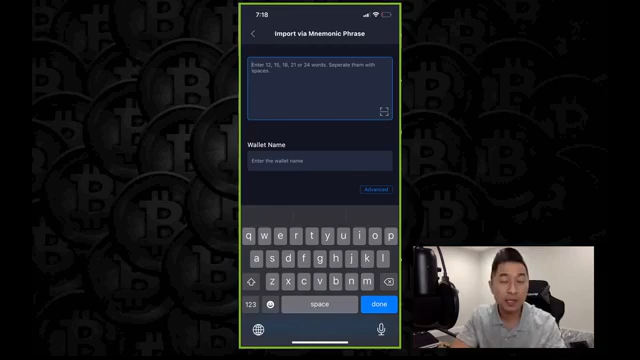 7:18
Import via Mnemonic Phrase
Enter 12, 15, 18, 21 or 24 words. Seperate them with
spaces.
Wallet Name
Enter the wallet name
Advanced
q w e r t y u i o p
a s d f g h j k l
z x c v b n m
123 space done